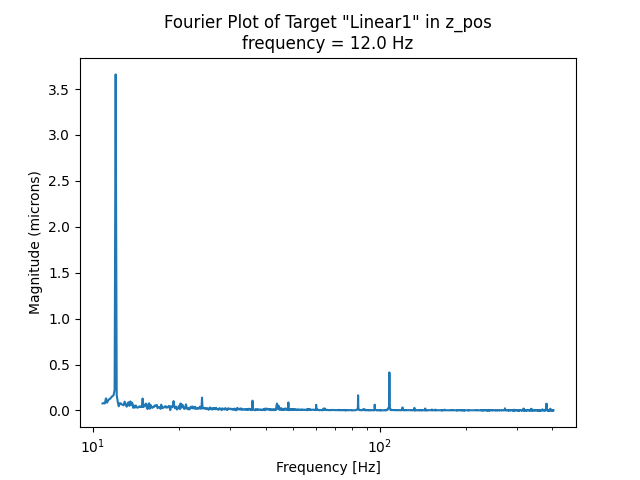 Fourier Plot of Target "Linear1" in z_pos
frequency = 12.0 Hz
Magnitude (microns)
3.5
3.0
2.5
2.0
1.5
1.0
0.5
0.0
10¹ 10²
Frequency [Hz]